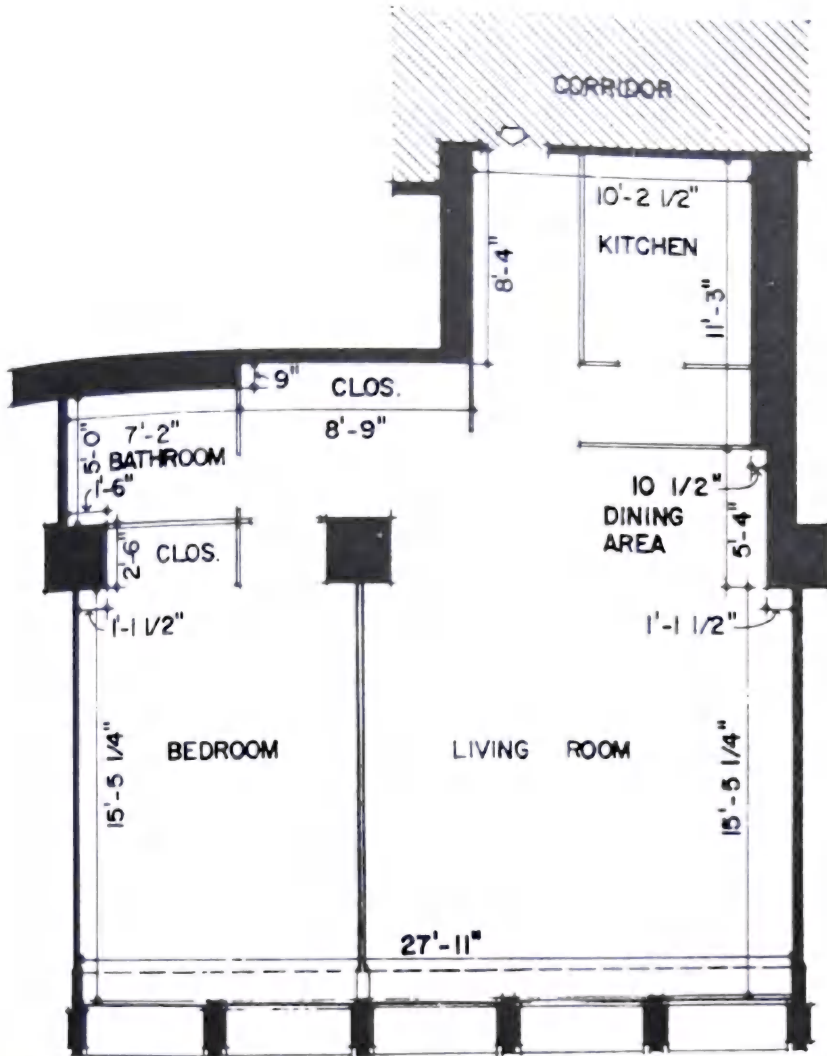 CORRIDOR
10'-2 1/2"
KITCHEN
8'-4"
11'-3"
9"
CLOS.
7'-2"
8'-9"
5'-0"
BATHROOM
1'-6"
10 1/2"
DINING
AREA
5'-4"
2'-6"
CLOS.
1'-1 1/2"
1'-1 1/2"
BEDROOM
LIVING ROOM
15'-5 1/4"
15'-5 1/4"
27'-11"